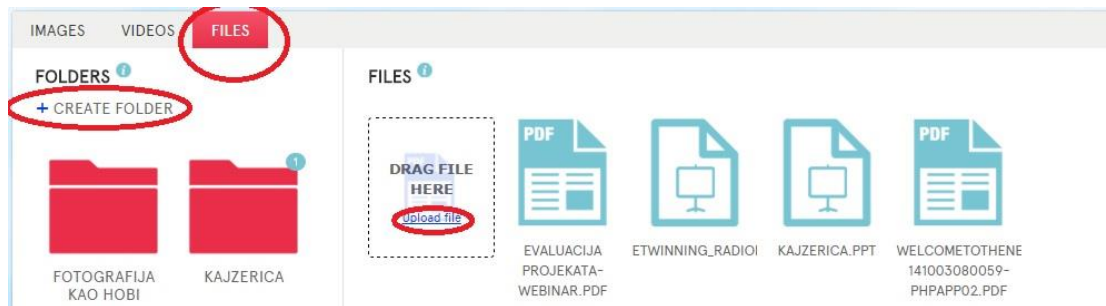 IMAGES VIDEOS FILES
FOLDERS i
+ CREATE FOLDER
1
FOTOGRAFIJA
KAO HOBI
KAJZERICA
FILES i
DRAG FILE
HERE
Upload file
PDF
EVALUACIJA
PROJEKATA-
WEBINAR.PDF
ETWINNING_RADIOI
KAJZERICA.PPT
PDF
WELCOMETOTHENE
141003080059-
PHPAPP02.PDF